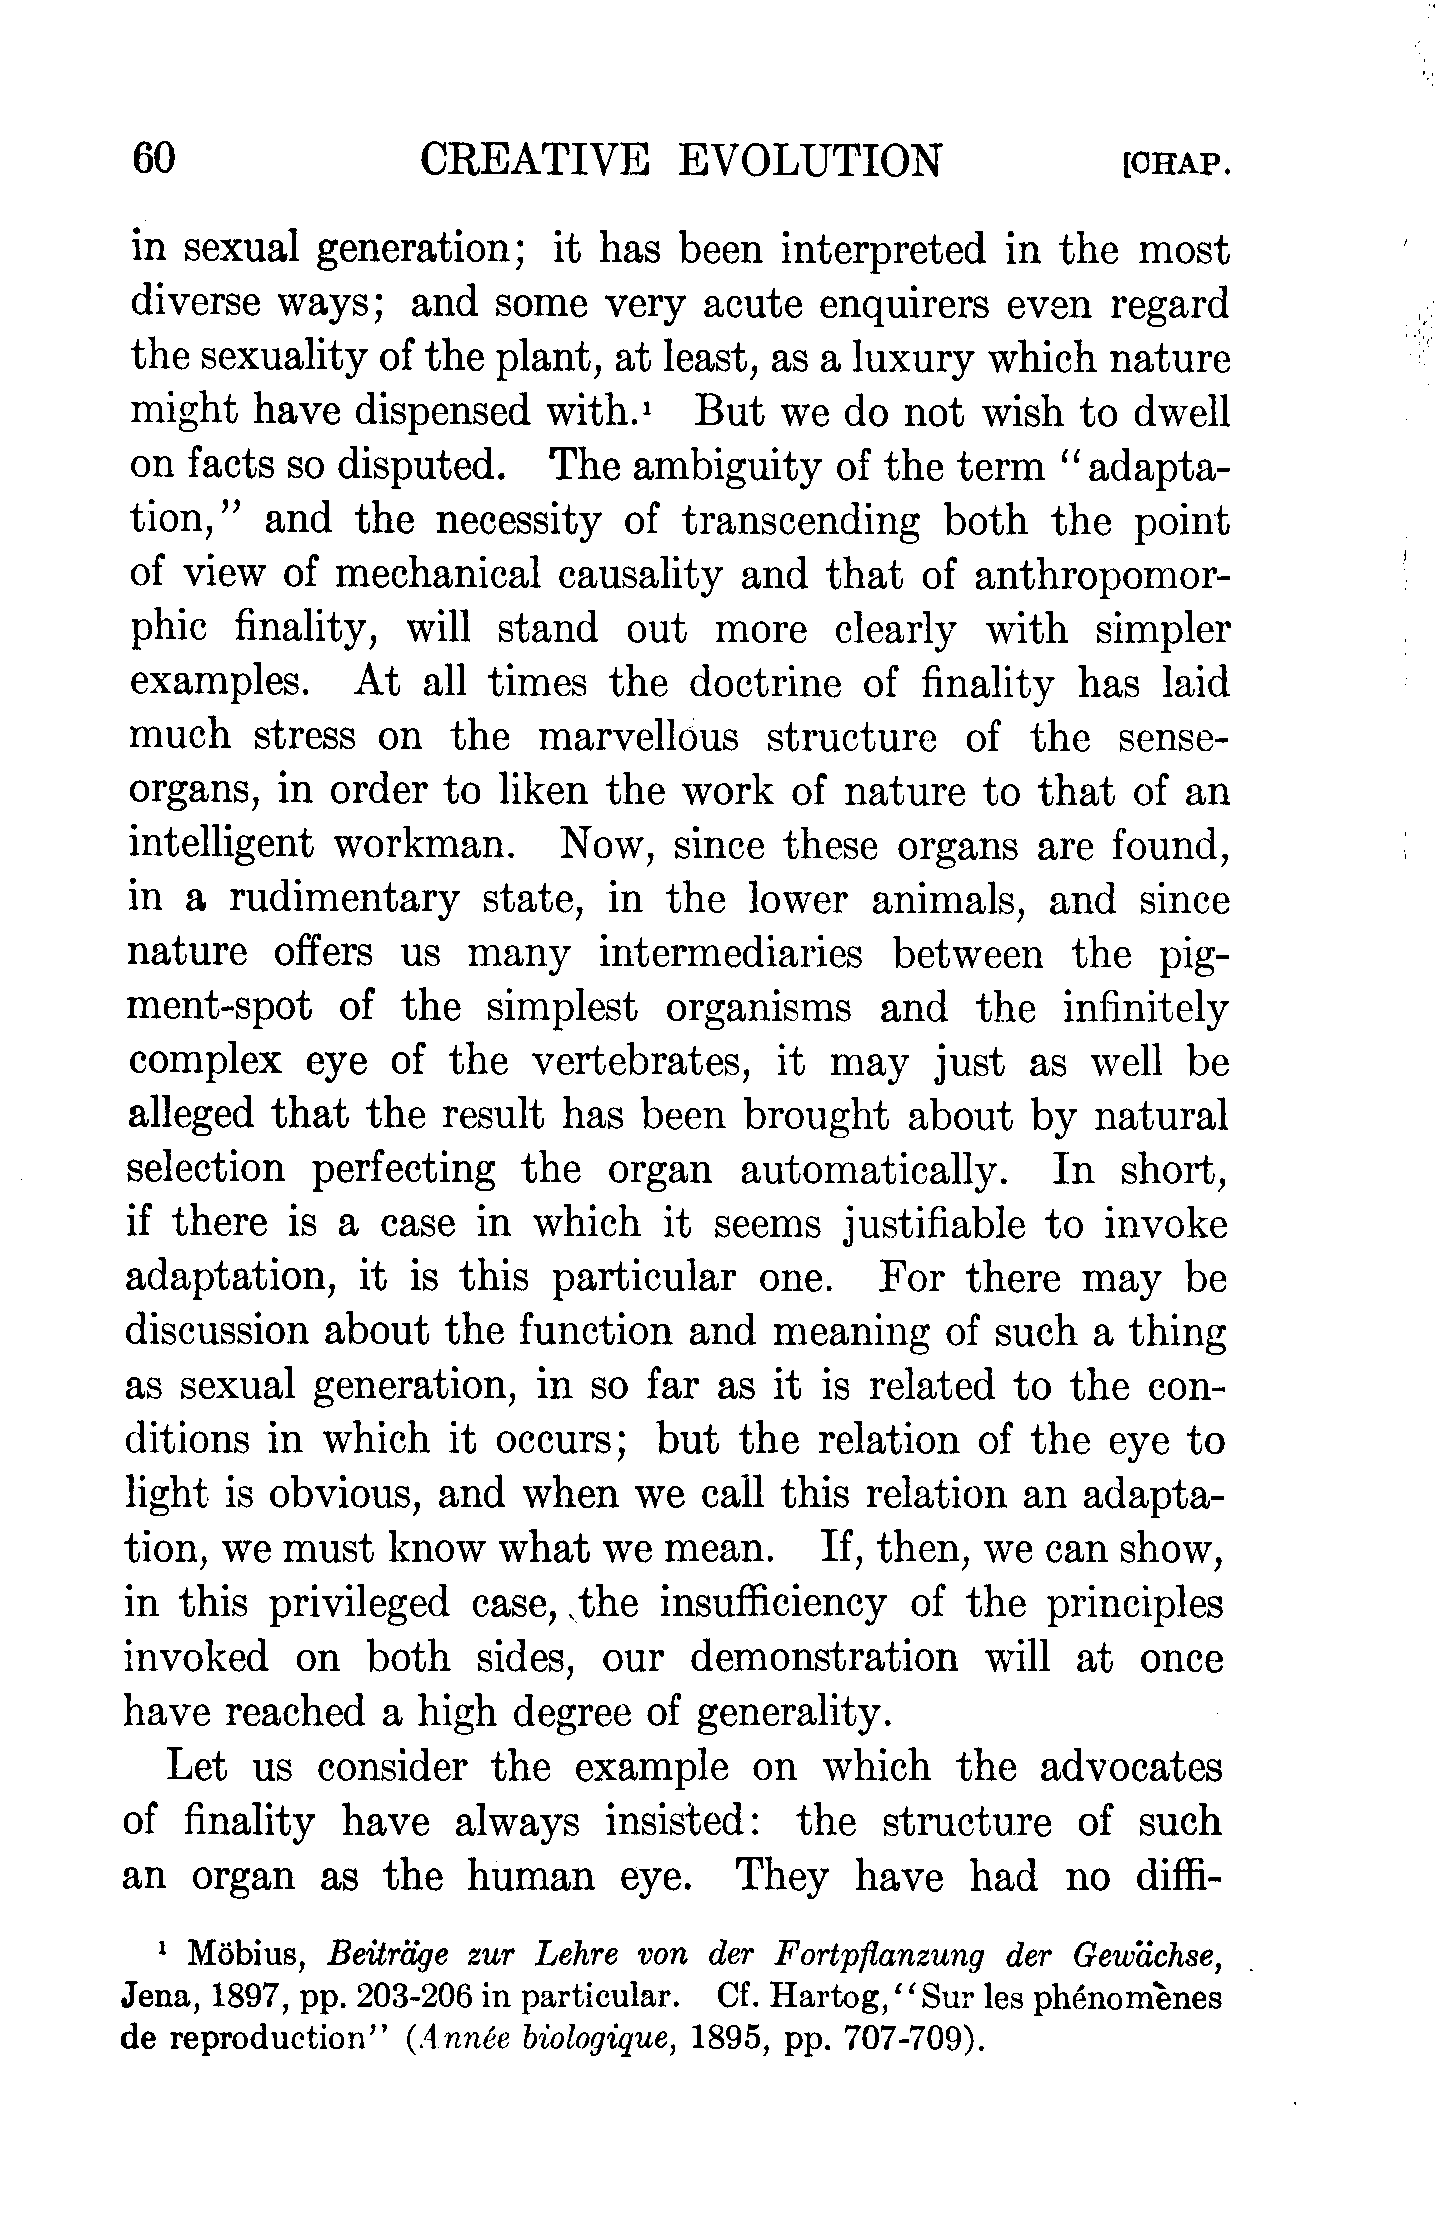 60 CREATIVE EVOLUTION [CHAP.
in sexual generation; it has been interpreted in the most
diverse ways; and some very acute enquirers even regard
the sexuality of the plant, at least, as a luxury which nature
might have dispensed with.¹ But we do not wish to dwell
on facts so disputed. The ambiguity of the term "adapta-
tion," and the necessity of transcending both the point
of view of mechanical causality and that of anthropomor-
phic finality, will stand out more clearly with simpler
examples. At all times the doctrine of finality has laid
much stress on the marvellous structure of the sense-
organs, in order to liken the work of nature to that of an
intelligent workman. Now, since these organs are found,
in a rudimentary state, in the lower animals, and since
nature offers us many intermediaries between the pig-
ment-spot of the simplest organisms and the infinitely
complex eye of the vertebrates, it may just as well be
alleged that the result has been brought about by natural
selection perfecting the organ automatically. In short,
if there is a case in which it seems justifiable to invoke
adaptation, it is this particular one. For there may be
discussion about the function and meaning of such a thing
as sexual generation, in so far as it is related to the con-
ditions in which it occurs; but the relation of the eye to
light is obvious, and when we call this relation an adapta-
tion, we must know what we mean. If, then, we can show,
in this privileged case, the insufficiency of the principles
invoked on both sides, our demonstration will at once
have reached a high degree of generality.
Let us consider the example on which the advocates
of finality have always insisted: the structure of such
an organ as the human eye. They have had no diffi-
¹ Möbius, Beiträge zur Lehre von der Fortpflanzung der Gewächse,
Jena, 1897, pp. 203-206 in particular. Cf. Hartog, "Sur les phénomènes
de reproduction" (Année biologique, 1895, pp. 707-709).